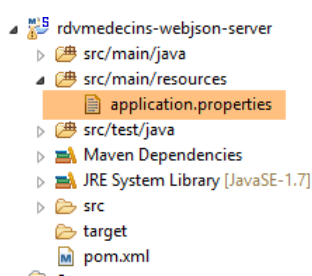 rdvmedecins-webjson-server
src/main/java
src/main/resources
application.properties
src/test/java
Maven Dependencies
JRE System Library [JavaSE-1.7]
src
target
pom.xml